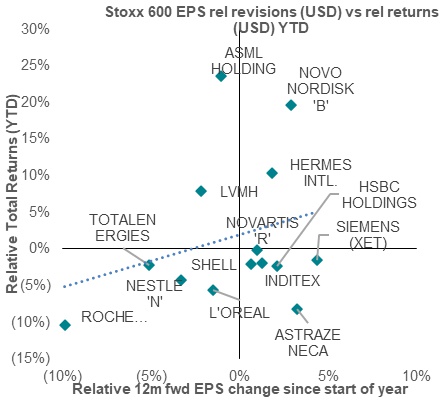 Stoxx 600 EPS rel revisions (USD) vs rel returns
(USD) YTD
30%
25%
20%
15%
10%
5%
0%
(5%)
(10%)
(15%)
Relative Total Returns (YTD)
ASML
HOLDING
NOVO
NORDISK
'B'
HERMES
INTL.
HSBC
HOLDINGS
LVMH
NOVARTIS
'R'
SIEMENS
(XET)
TOTALEN
ERGIES
SHELL
INDITEX
NESTLE
'N'
L'OREAL
ROCHE...
ASTRAZE
NECA
(10%)
(5%)
0%
5%
10%
Relative 12m fwd EPS change since start of year